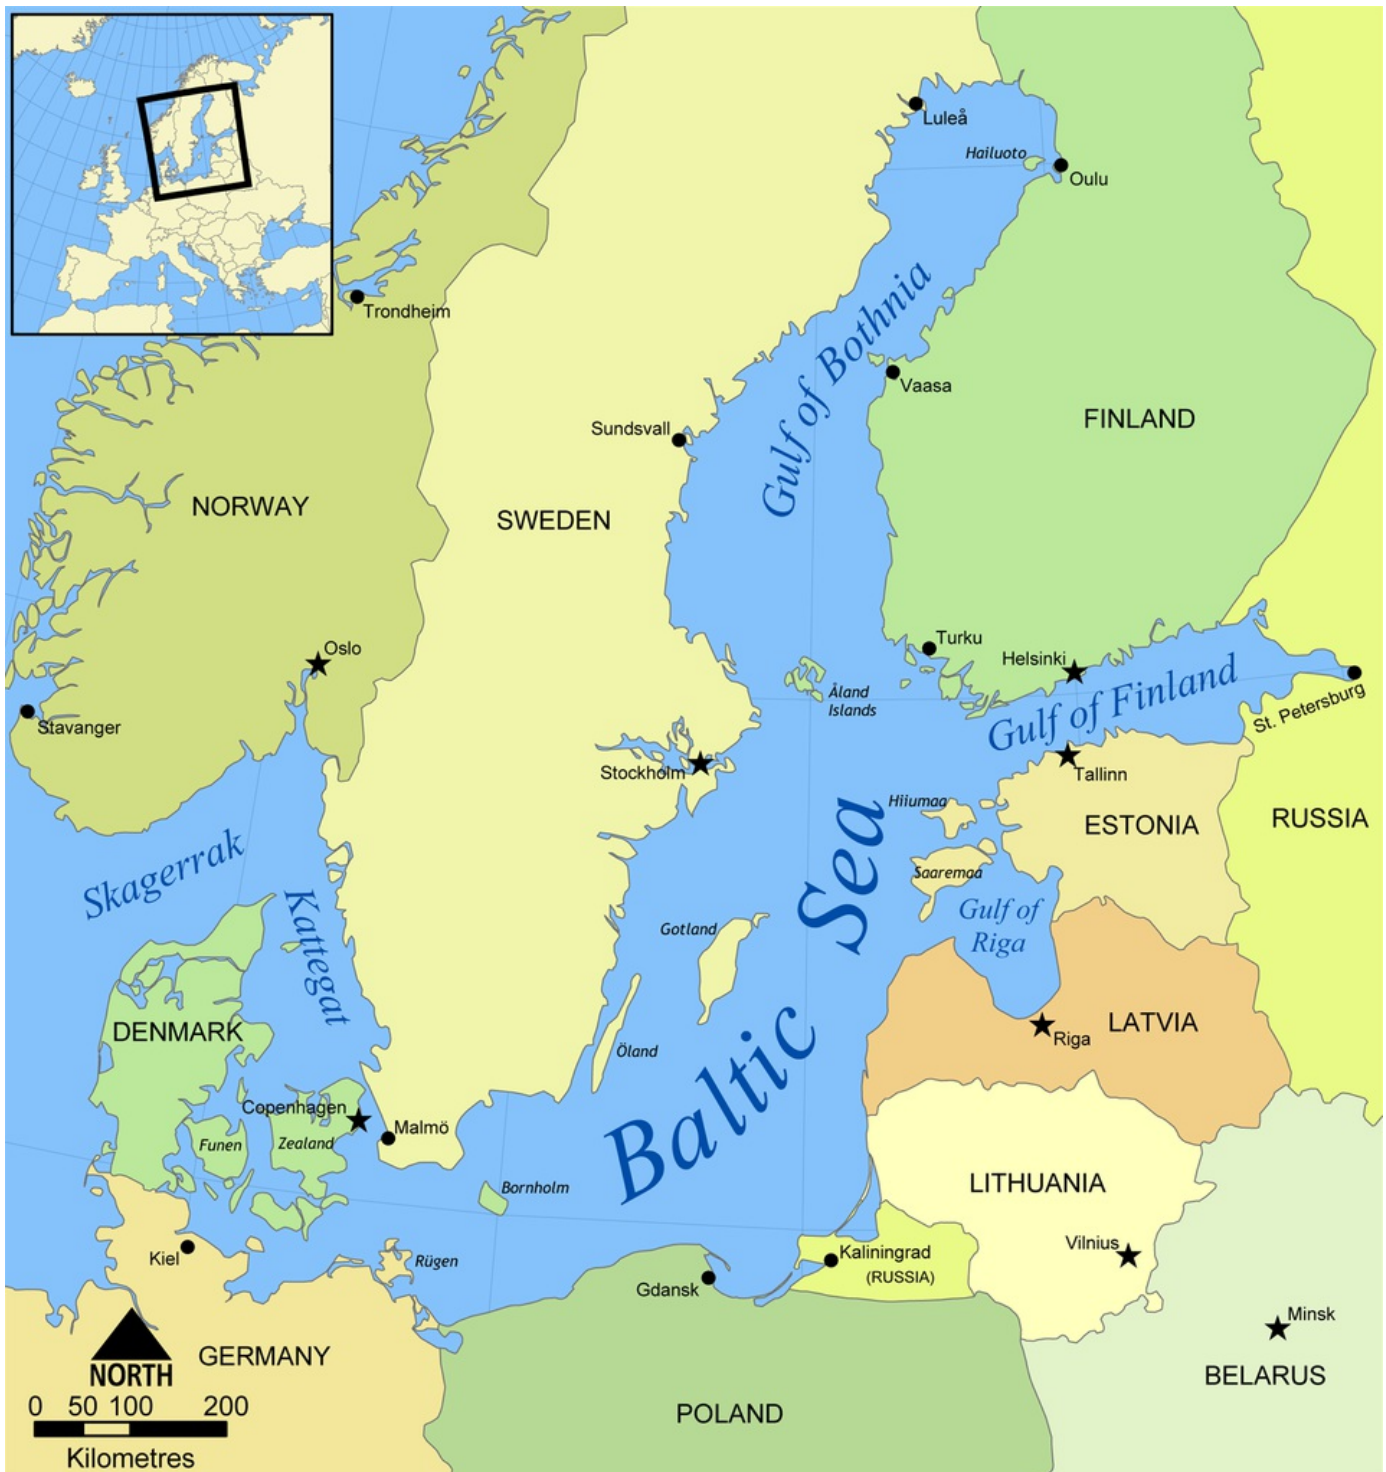 Luleå
Hailuoto
Oulu
Trondheim
Gulf of Bothnia
Vaasa
FINLAND
Sundsvall
NORWAY
SWEDEN
Turku
Oslo
Helsinki
Gulf of Finland
Åland
Islands
St. Petersburg
Stavanger
Stockholm
Tallinn
Hiiumaa
ESTONIA
RUSSIA
Skagerrak
Kattegat
Saaremaa
Gulf of
Riga
Gotland
Baltic Sea
DENMARK
LATVIA
Riga
Öland
Copenhagen
Malmö
Funen
Zealand
Bornholm
LITHUANIA
Vilnius
Kiel
Rügen
Kaliningrad
(RUSSIA)
Gdansk
Minsk
GERMANY
BELARUS
POLAND
NORTH
0 50 100 200
Kilometres